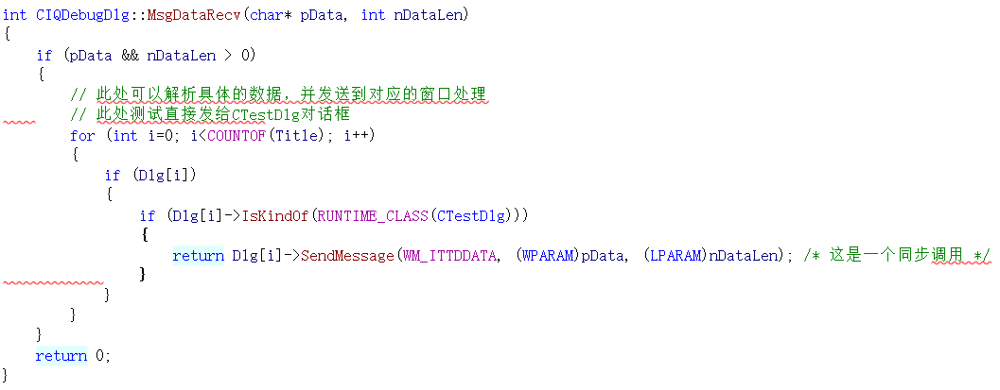 int CIQDebugDlg::MsgDataRecv(char* pData, int nDataLen)
{
    if (pData && nDataLen > 0)
    {
        // 此处可以解析具体的数据，并发送到对应的窗口处理
        // 此处测试直接发给CTestDlg对话框
        for (int i=0; i<COUNTOF(Title); i++)
        {
            if (Dlg[i])
            {
                if (Dlg[i]->IsKindOf(RUNTIME_CLASS(CTestDlg)))
                {
                    return Dlg[i]->SendMessage(WM_ITTDDATA, (WPARAM)pData, (LPARAM)nDataLen); /* 这是一个同步调用 */
                }
            }
        }
    }
    return 0;
}